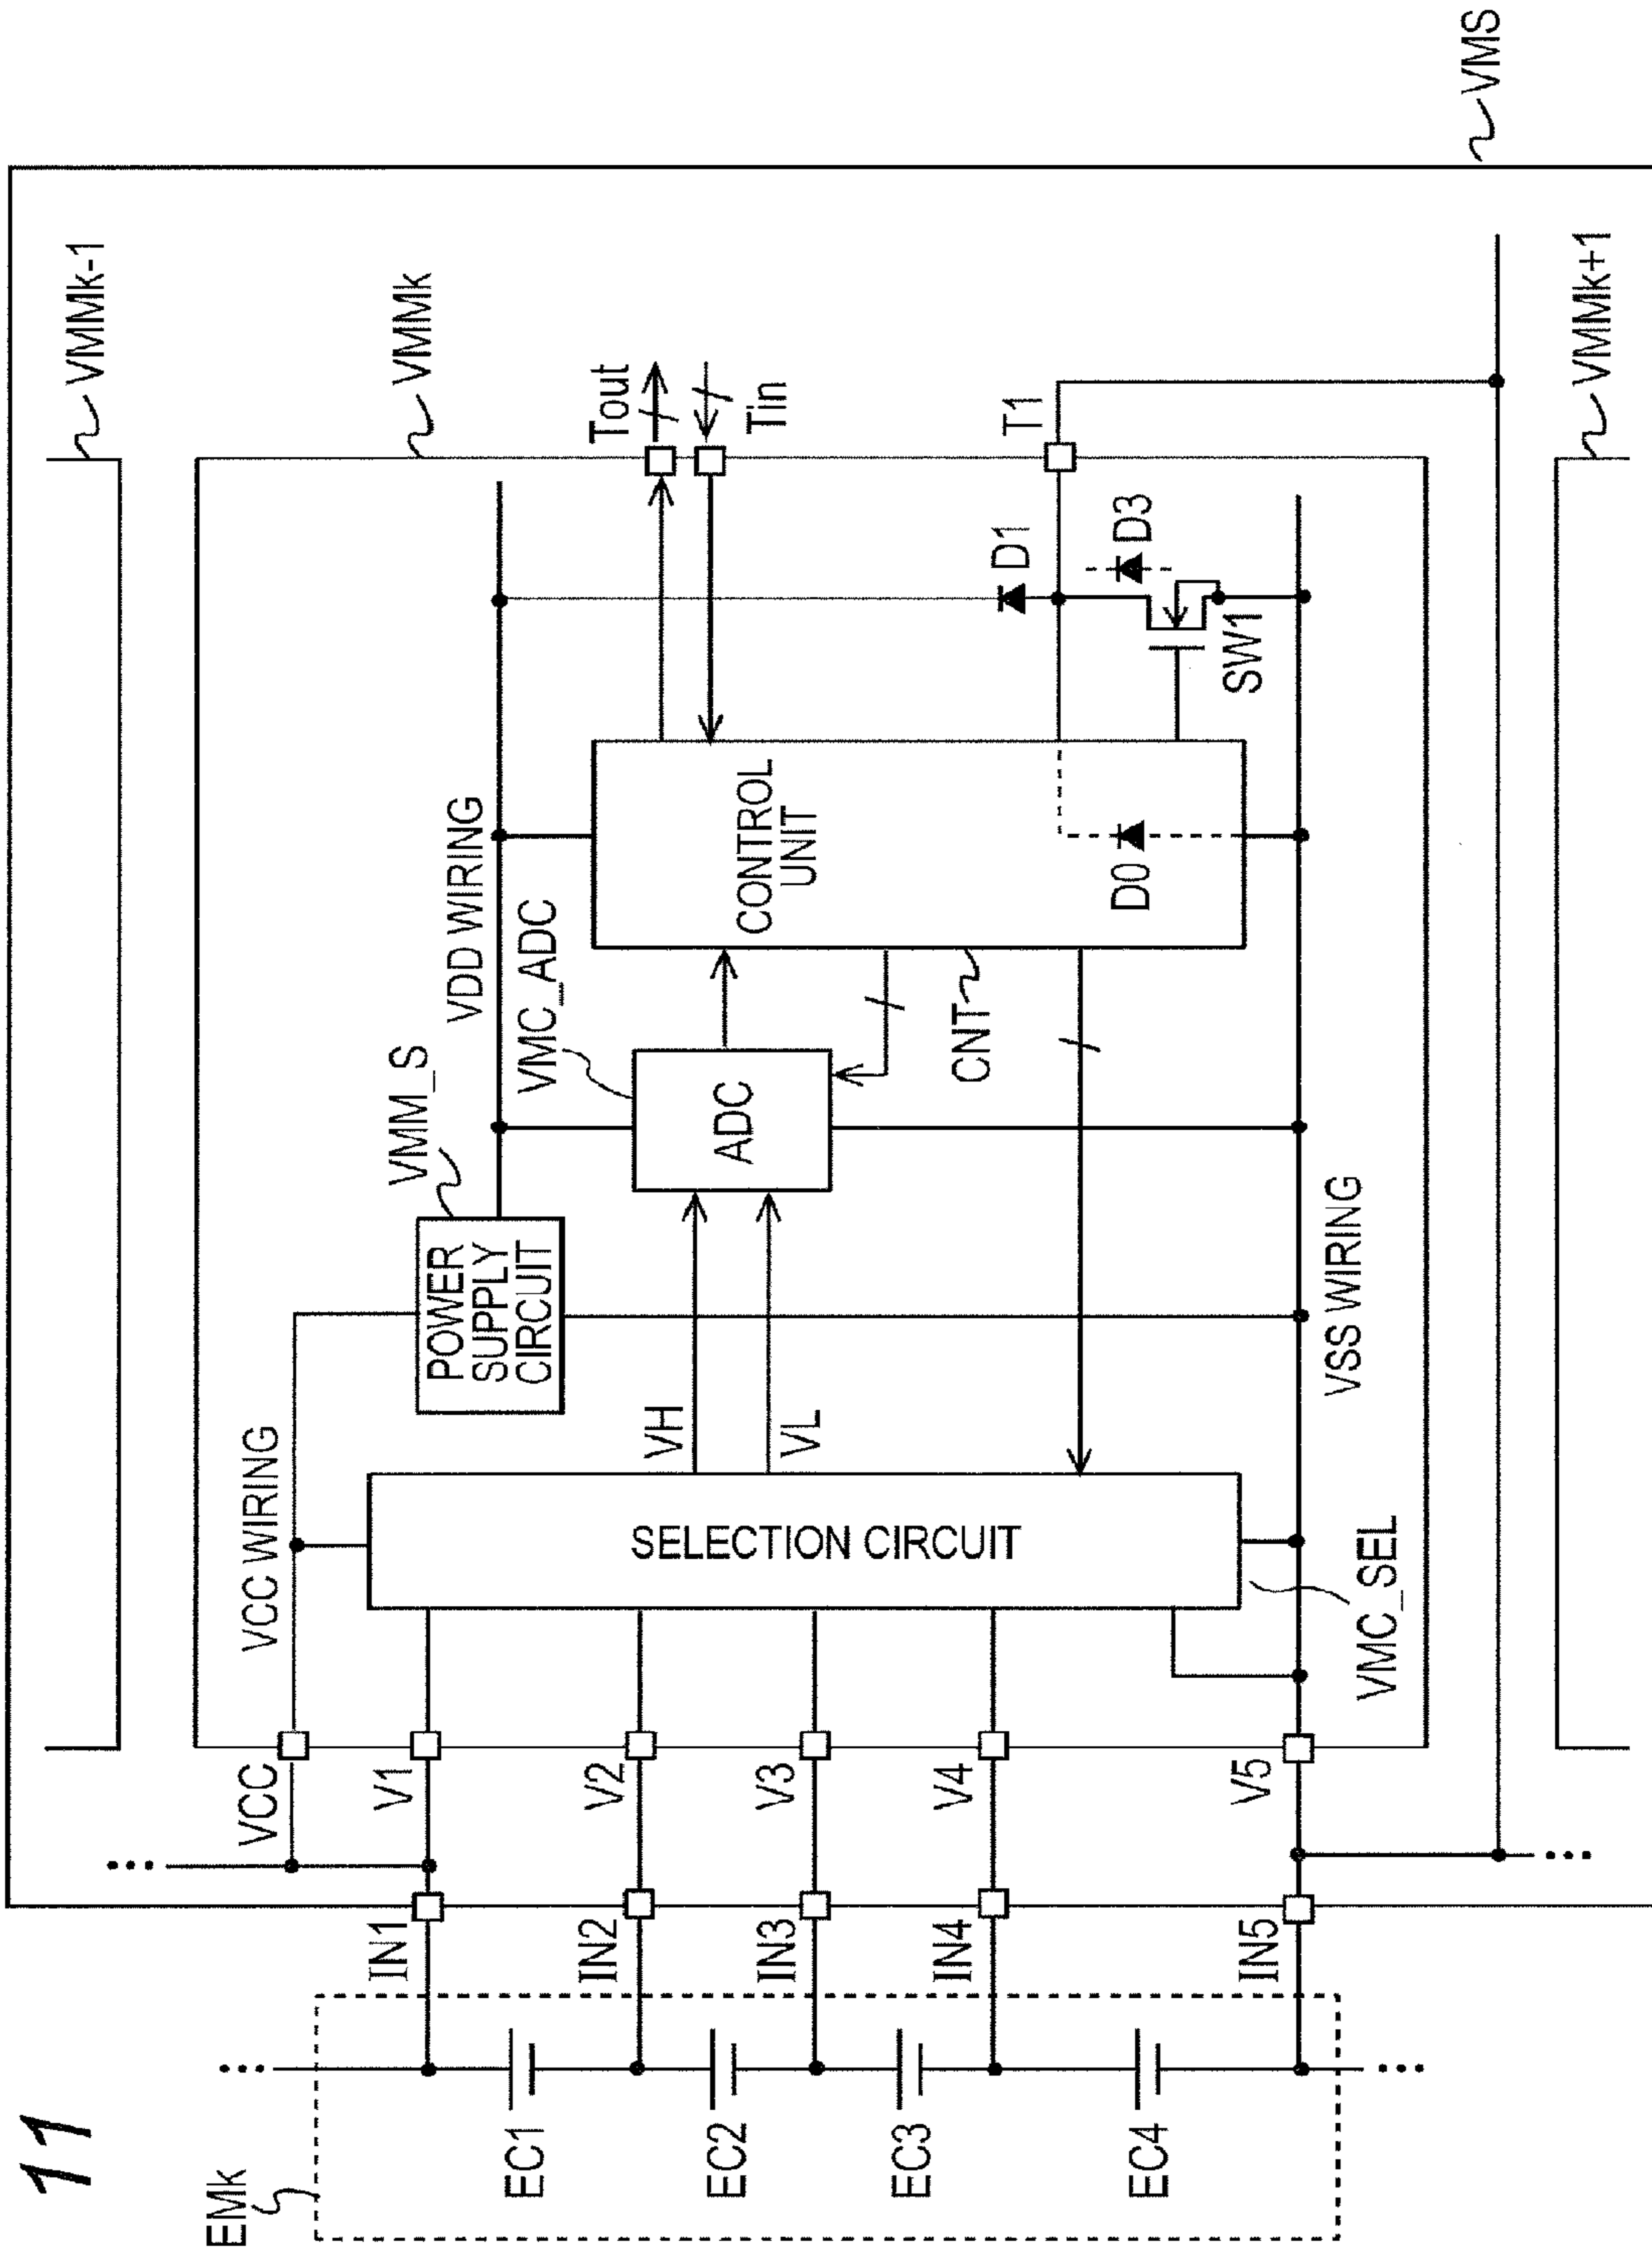 11
VMS
VMMk-1
VMMk
VMMk+1
Tout
Tin
T1
D1
D3
SW1
VDD WIRING
CONTROL
UNIT
D0
VMC_ADC
CNT
VMM_S
ADC
POWER
SUPPLY
CIRCUIT
VSS WIRING
VH
VL
VCC WIRING
SELECTION CIRCUIT
VMC_SEL
VCC
V1
V2
V3
V4
V5
IN1
IN2
IN3
IN4
IN5
EMk
EC1
EC2
EC3
EC4